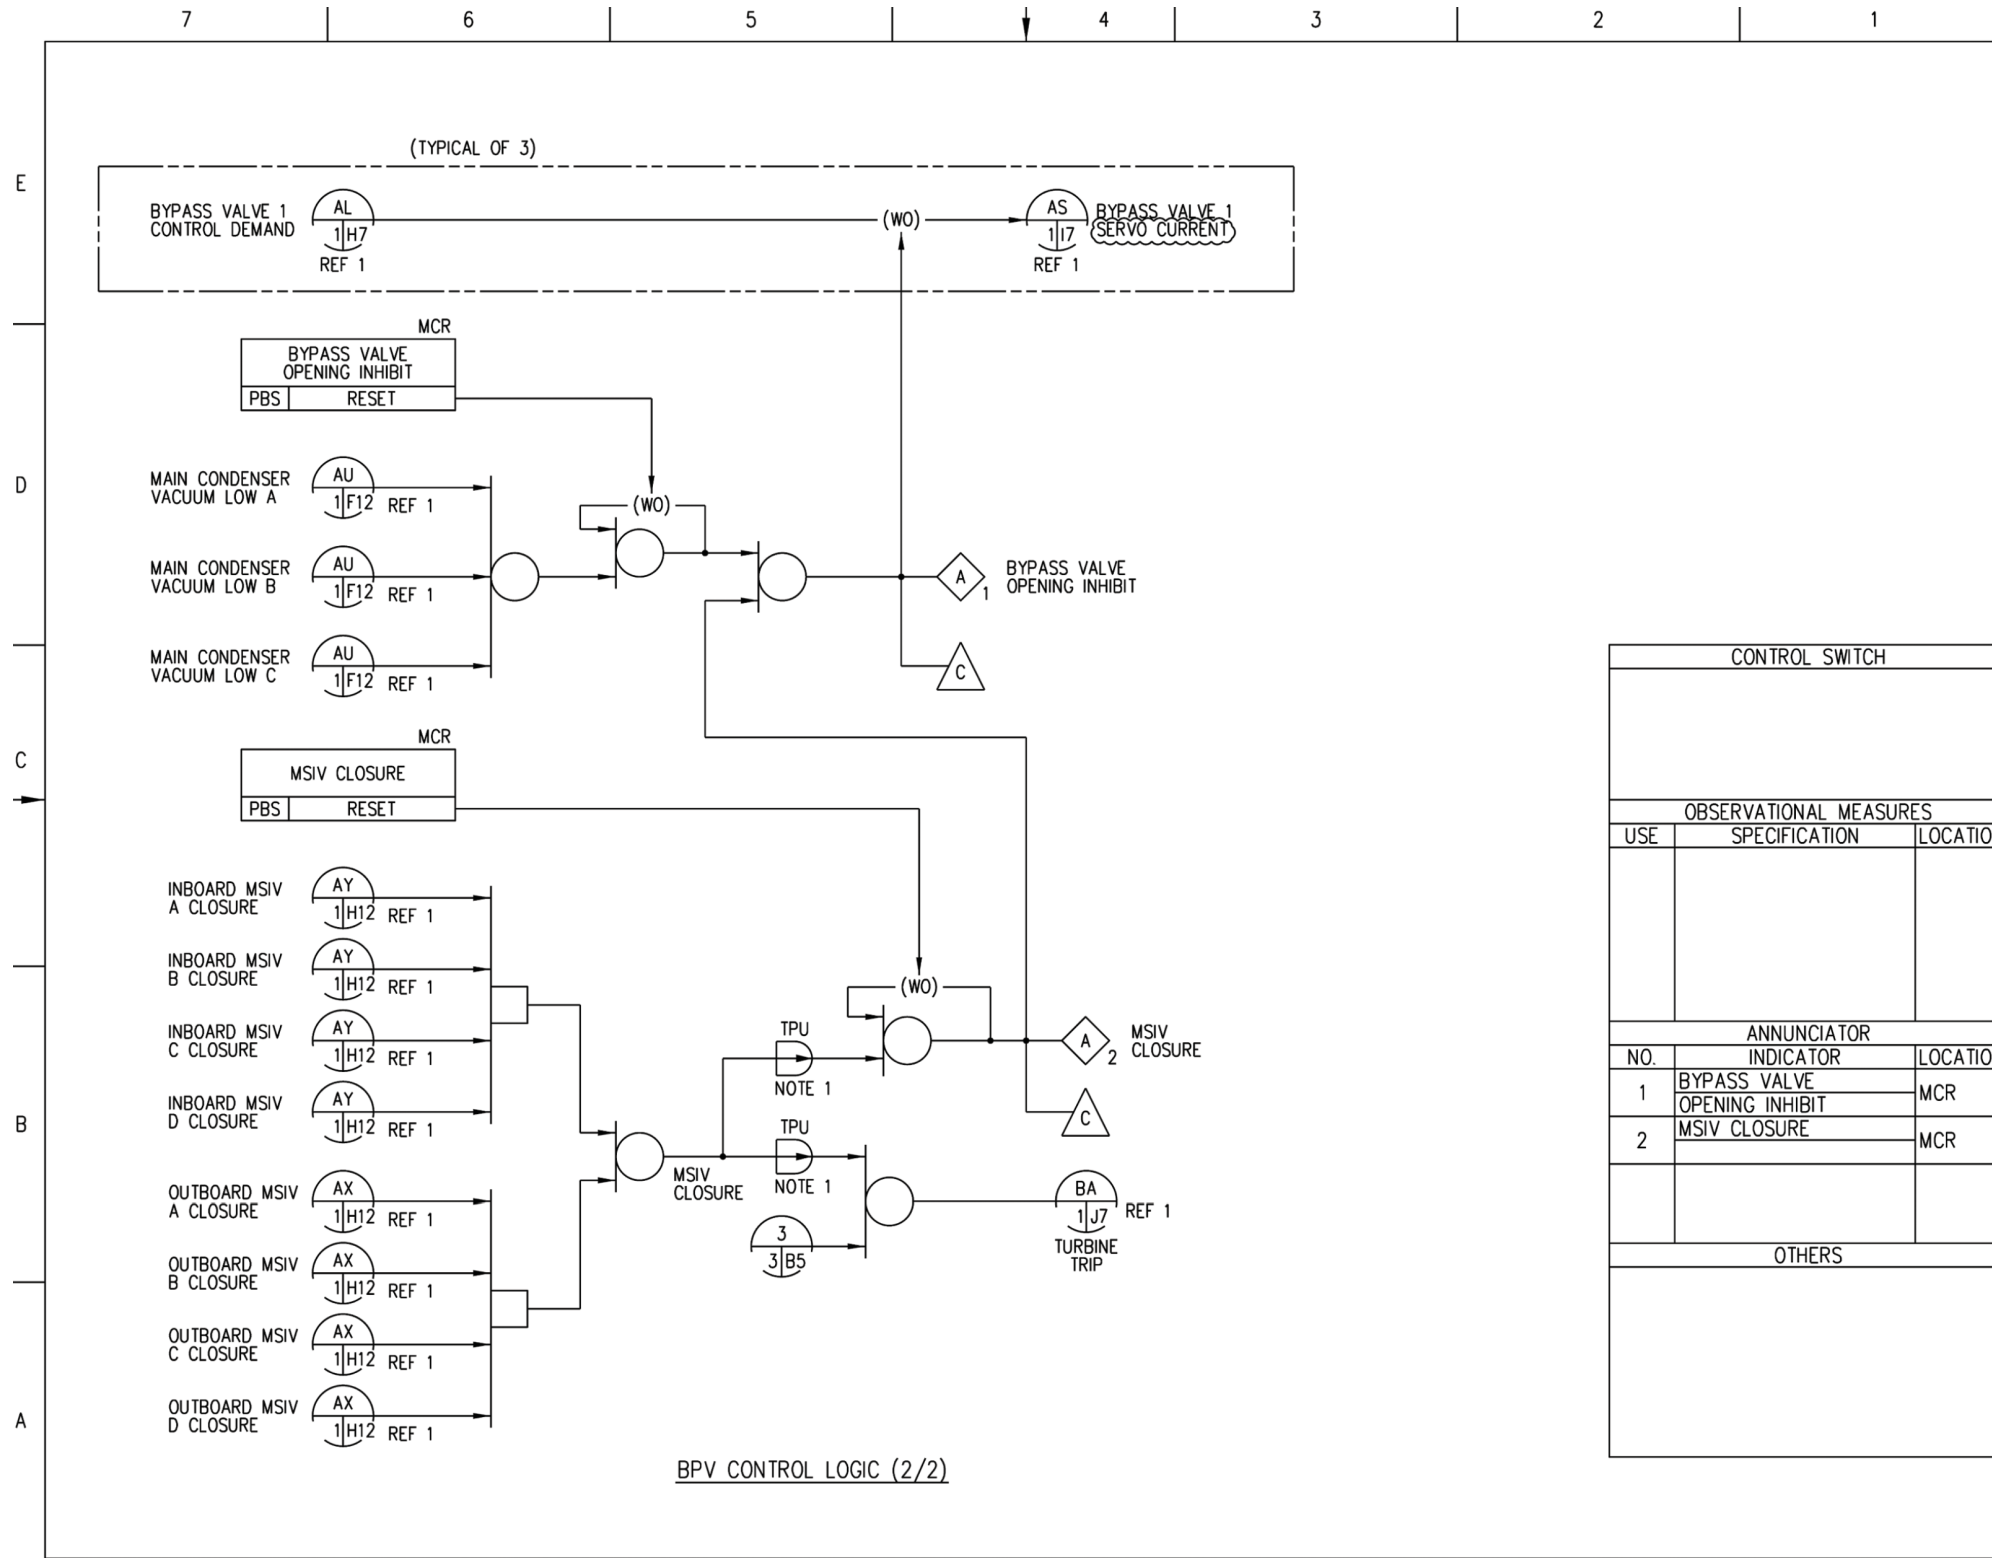 7 6 5 4 3 2 1
E
(TYPICAL OF 3)
BYPASS VALVE 1
CONTROL DEMAND
AL
1 H7
REF 1
(WO)
AS
1 I7
REF 1
BYPASS VALVE 1
SERVO CURRENT
MCR
BYPASS VALVE
OPENING INHIBIT
PBS RESET
D
MAIN CONDENSER
VACUUM LOW A
AU
1 F12 REF 1
(WO)
MAIN CONDENSER
VACUUM LOW B
AU
1 F12 REF 1
A
1
BYPASS VALVE
OPENING INHIBIT
MAIN CONDENSER
VACUUM LOW C
AU
1 F12 REF 1
C
C
MCR
MSIV CLOSURE
PBS RESET
INBOARD MSIV
A CLOSURE
AY
1 H12 REF 1
INBOARD MSIV
B CLOSURE
AY
1 H12 REF 1
INBOARD MSIV
C CLOSURE
AY
1 H12 REF 1
B
INBOARD MSIV
D CLOSURE
AY
1 H12 REF 1
(WO)
TPU
NOTE 1
A
2
MSIV
CLOSURE
C
TPU
NOTE 1
MSIV
CLOSURE
3
3 B5
BA
1 J7 REF 1
TURBINE
TRIP
OUTBOARD MSIV
A CLOSURE
AX
1 H12 REF 1
OUTBOARD MSIV
B CLOSURE
AX
1 H12 REF 1
OUTBOARD MSIV
C CLOSURE
AX
1 H12 REF 1
A
OUTBOARD MSIV
D CLOSURE
AX
1 H12 REF 1
BPV CONTROL LOGIC (2/2)
CONTROL SWITCH
OBSERVATIONAL MEASURES
USE SPECIFICATION LOCATIO
ANNUNCIATOR
NO. INDICATOR LOCATIO
1 BYPASS VALVE
OPENING INHIBIT MCR
2 MSIV CLOSURE MCR
OTHERS